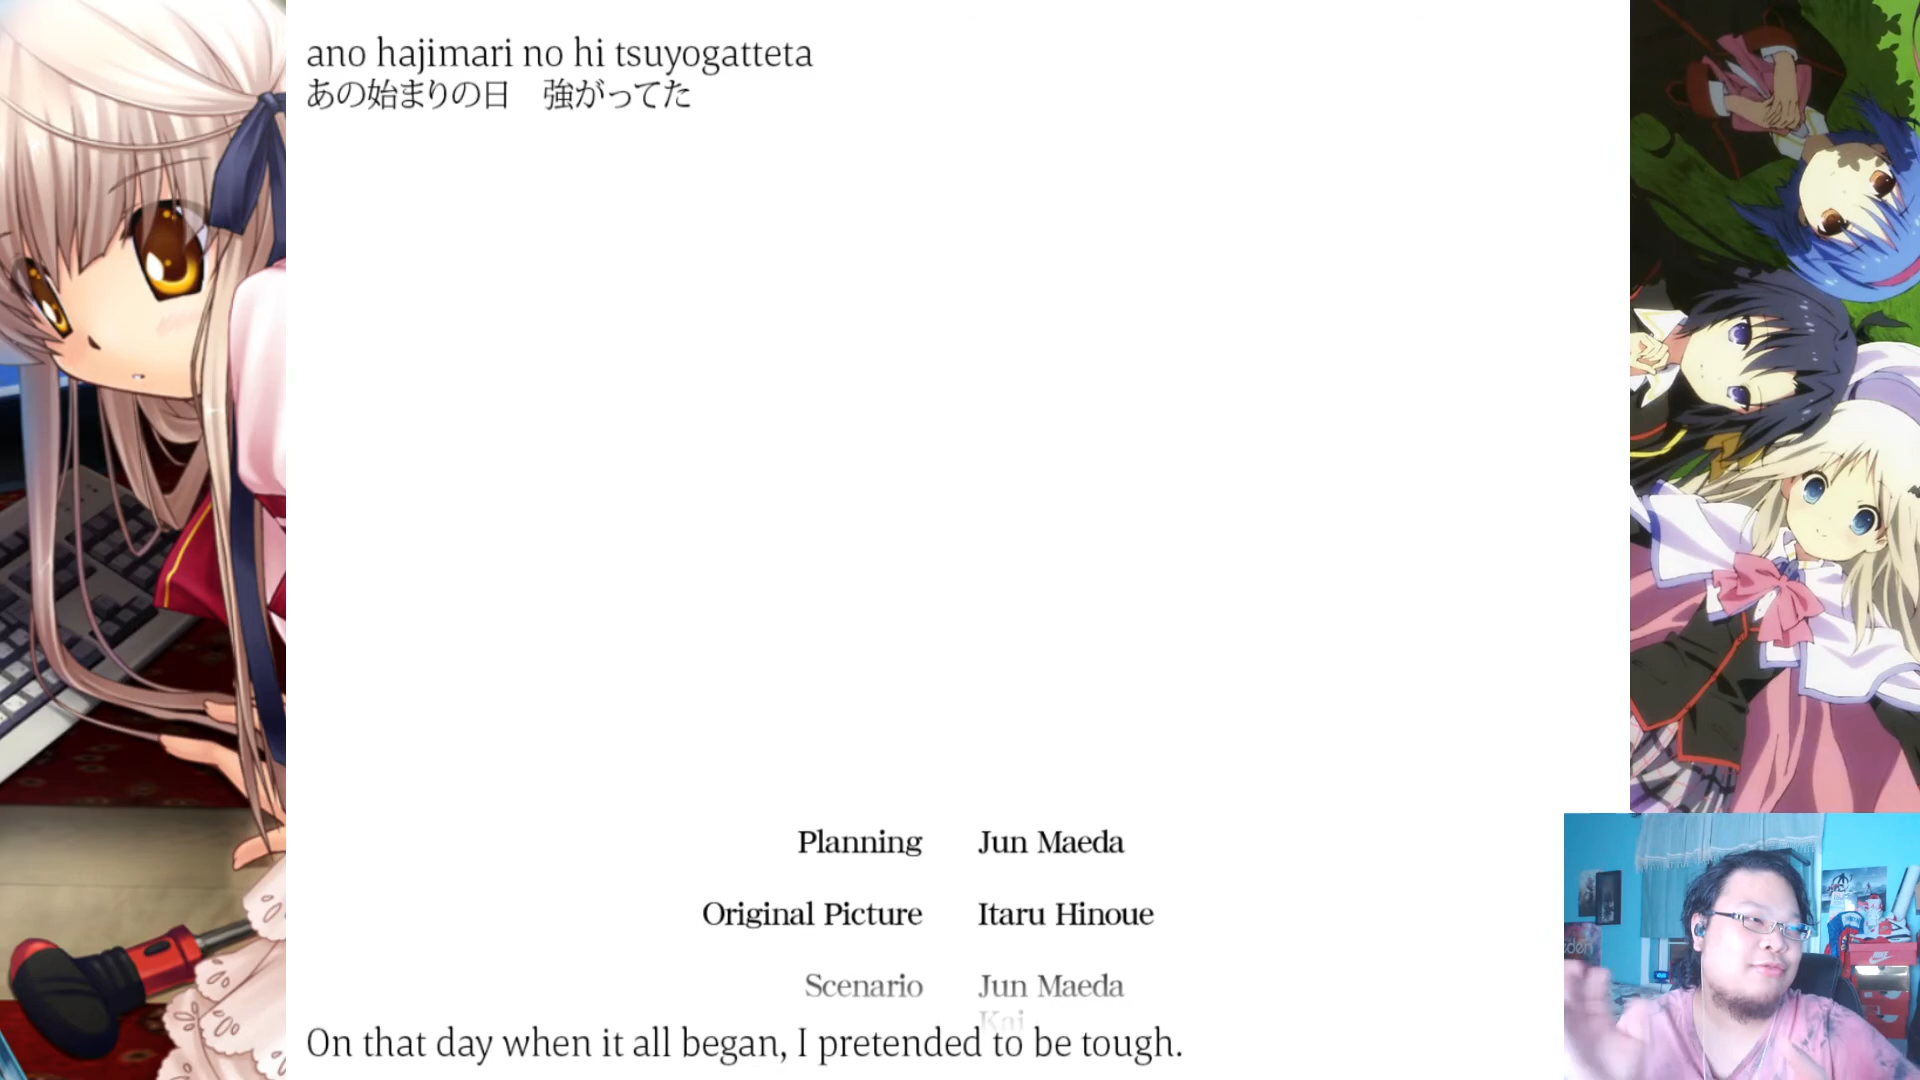 ano hajimari no hi tsuyogatteta
あの始まりの日　強がってた
Planning Jun Maeda
Original Picture Itaru Hinoue
Scenario Jun Maeda
Kai
On that day when it all began, I pretended to be tough.